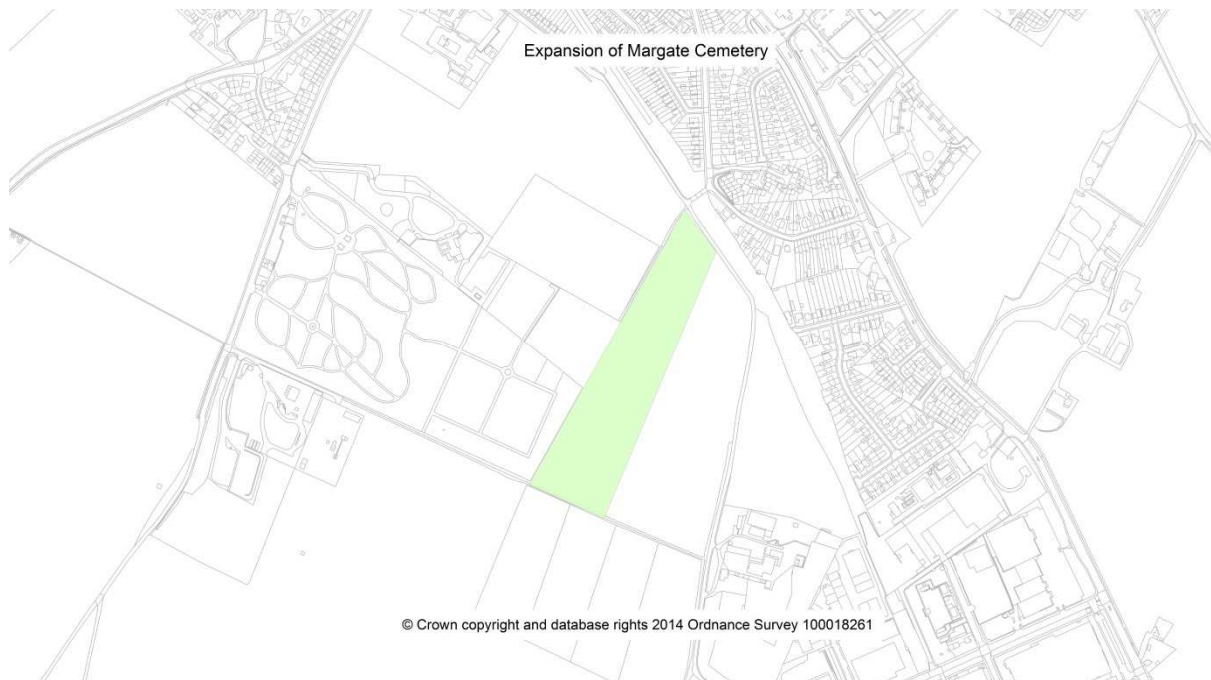 Expansion of Margate Cemetery
© Crown copyright and database rights 2014 Ordnance Survey 100018261